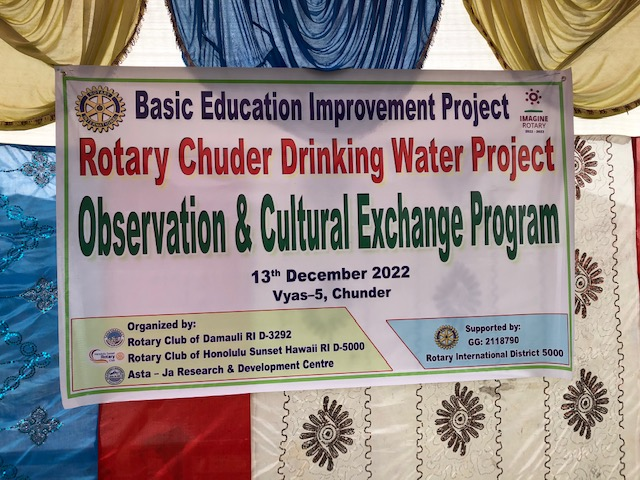 Basic Education Improvement Project
IMAGINE
ROTARY
Rotary Chuder Drinking Water Project
Observation & Cultural Exchange Program
13th December 2022
Vyas–5, Chunder
Organized by:
Rotary Club of Damauli RI D-3292
Rotary Club of Honolulu Sunset Hawaii RI D-5000
Asta – Ja Research & Development Centre
Supported by:
GG: 2118790
Rotary International District 5000